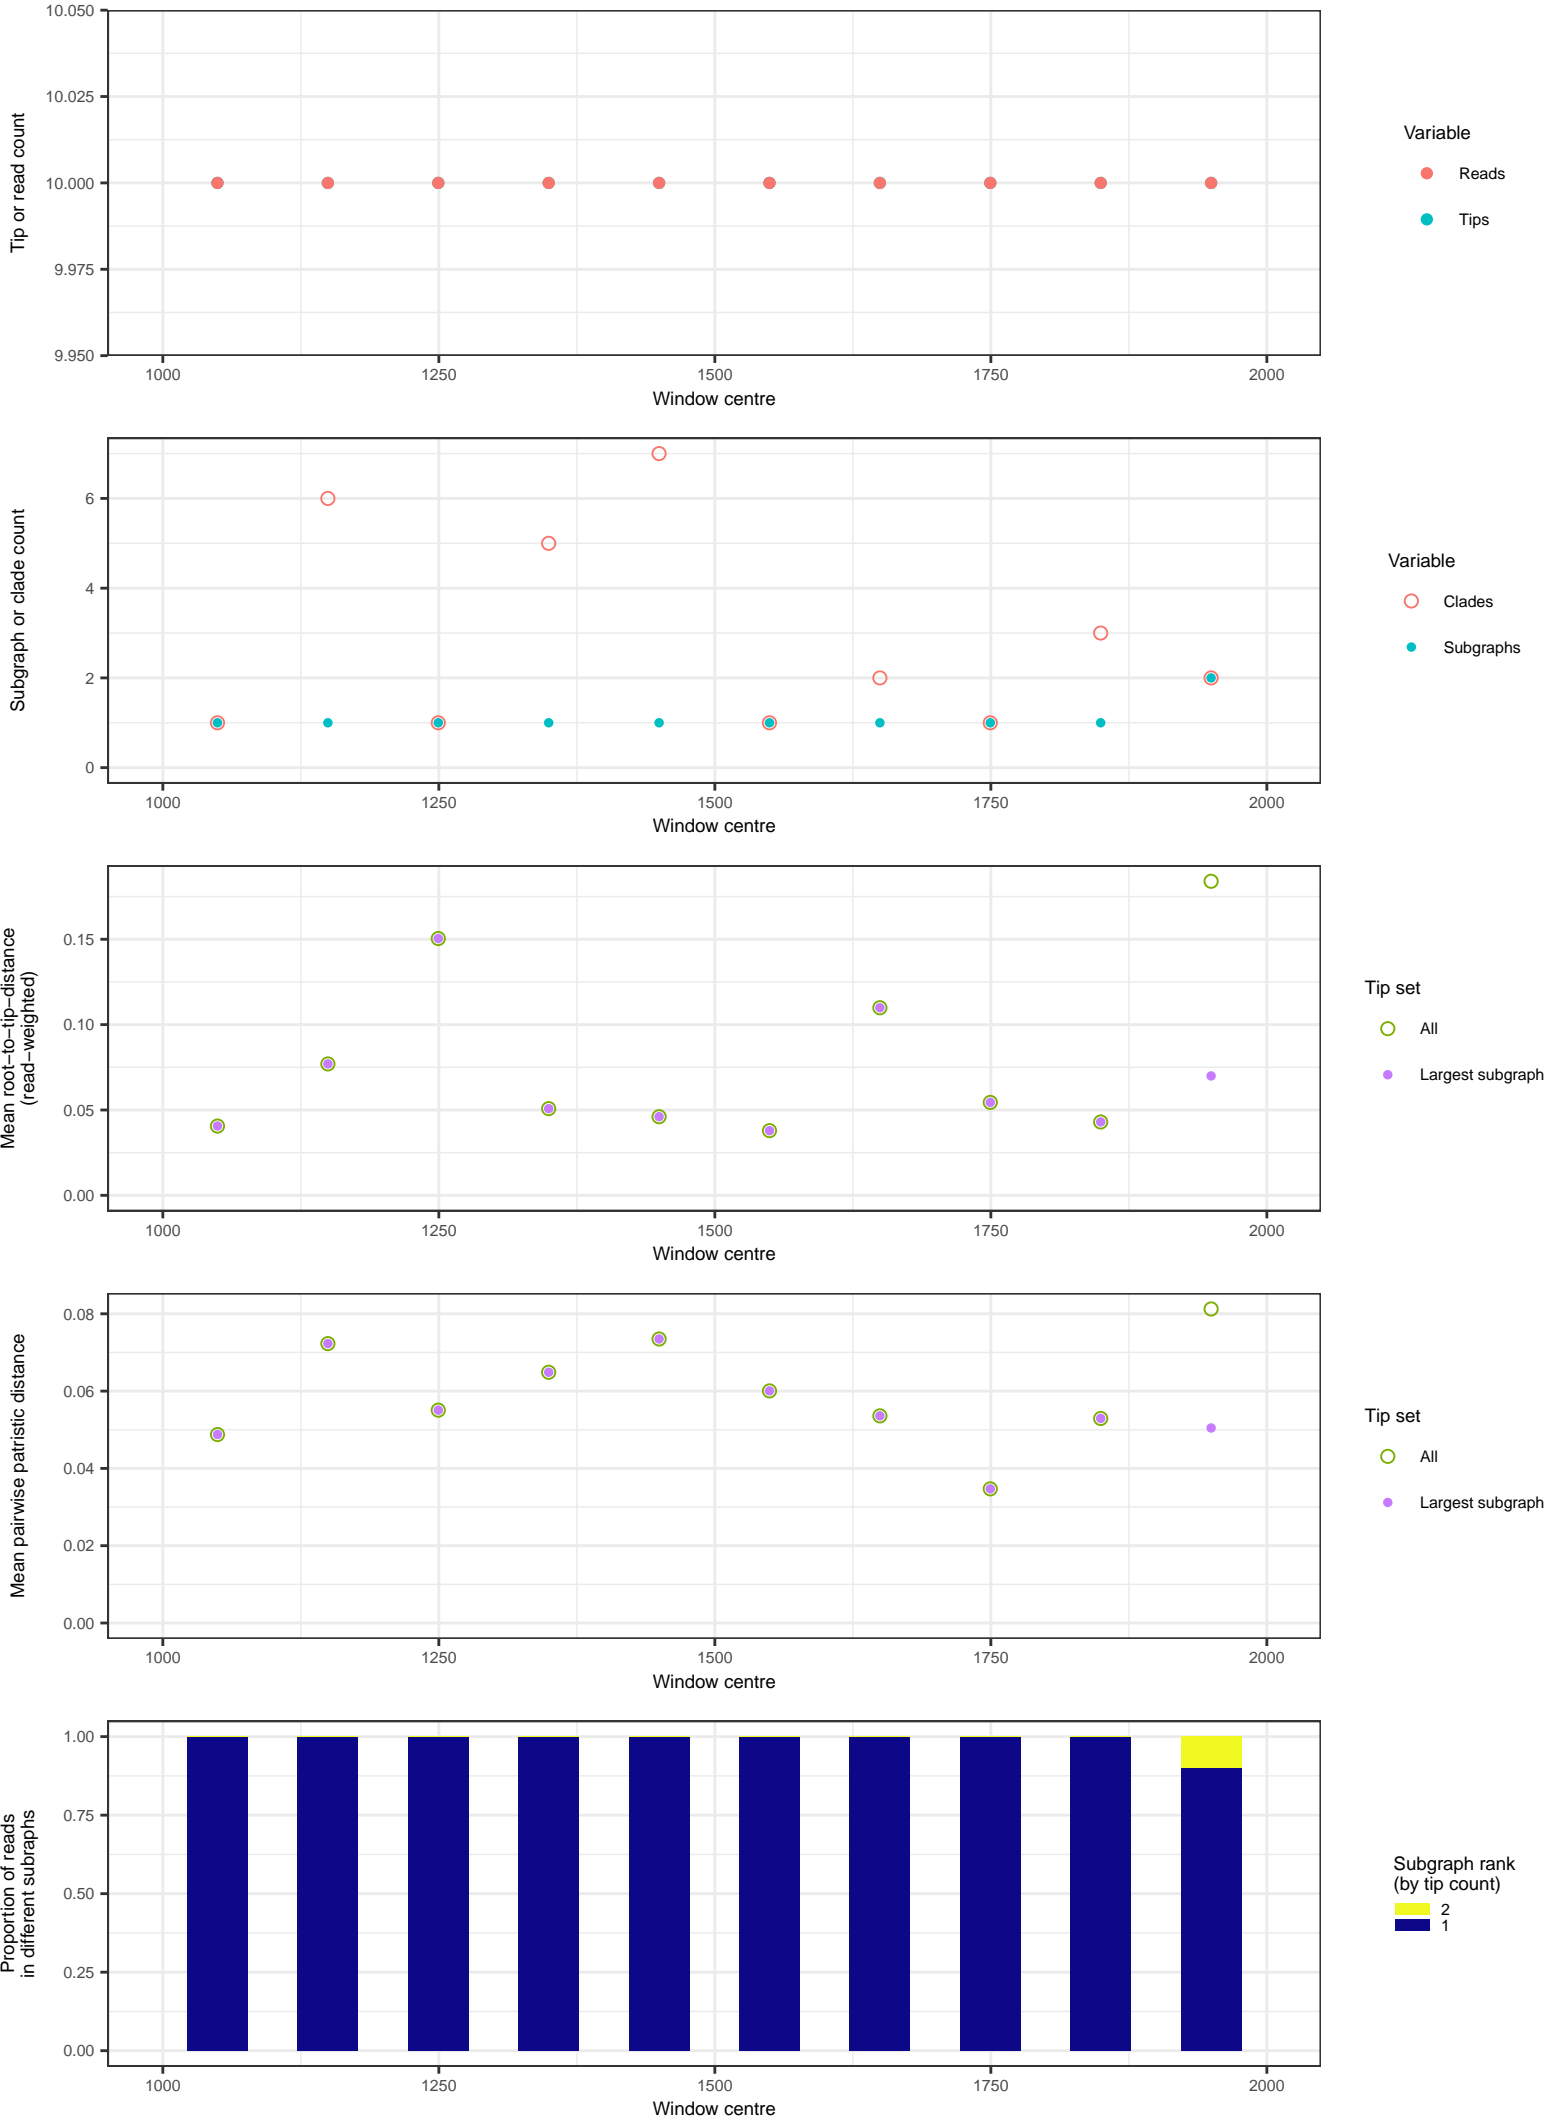 10.050
10.025
10.000
9.975
9.950
Tip or read count
1000 1250 1500 1750 2000
Window centre
Variable
Reads
Tips
6
4
2
0
Subgraph or clade count
1000 1250 1500 1750 2000
Window centre
Variable
Clades
Subgraphs
0.15
0.10
0.05
0.00
Mean root−to−tip−distance
(read−weighted)
1000 1250 1500 1750 2000
Window centre
Tip set
All
Largest subgraph
0.08
0.06
0.04
0.02
0.00
Mean pairwise patristic distance
1000 1250 1500 1750 2000
Window centre
Tip set
All
Largest subgraph
1.00
0.75
0.50
0.25
0.00
Proportion of reads
in different subraphs
1000 1250 1500 1750 2000
Window centre
Subgraph rank
(by tip count)
2
1